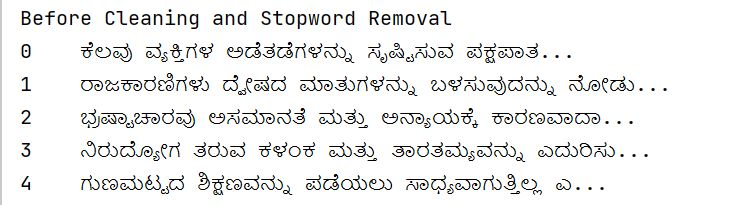 Before Cleaning and Stopword Removal
0 ಕೆಲವು ವ್ಯಕ್ತಿಗಳ ಅಡೆತಡೆಗಳನ್ನು ಸೃಷ್ಟಿಸುವ ಪಕ್ಷಪಾತ...
1 ರಾಜಕಾರಣಿಗಳು ದ್ವೇಷದ ಮಾತುಗಳನ್ನು ಬಳಸುವುದನ್ನು ನೋಡು...
2 ಭ್ರಷ್ಟಾಚಾರವು ಅಸಮಾನತೆ ಮತ್ತು ಅನ್ಯಾಯಕ್ಕೆ ಕಾರಣವಾದಾ...
3 ನಿರುದ್ಯೋಗ ತರುವ ಕಳಂಕ ಮತ್ತು ತಾರತಮ್ಯವನ್ನು ಎದುರಿಸು...
4 ಗುಣಮಟ್ಟದ ಶಿಕ್ಷಣವನ್ನು ಪಡೆಯಲು ಸಾಧ್ಯವಾಗುತ್ತಿಲ್ಲ ಎ...